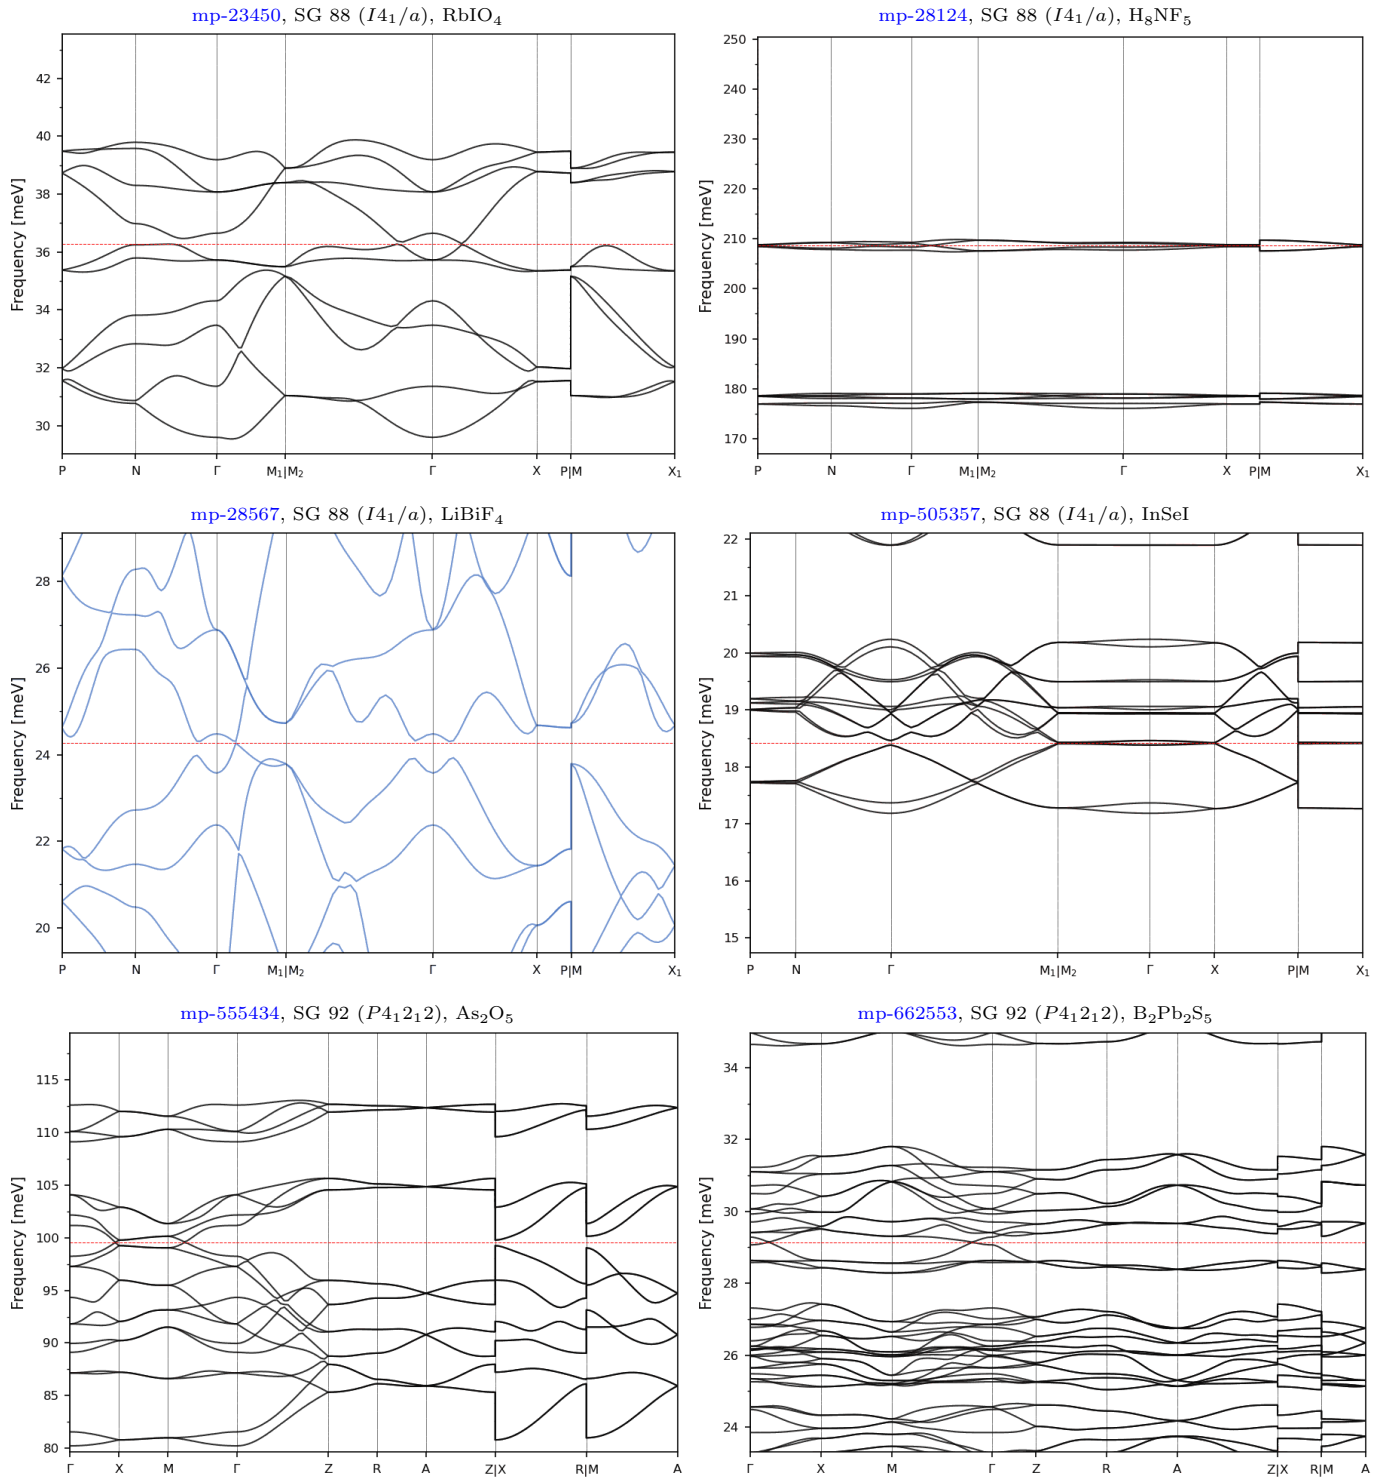 mp-23450, SG 88 (I4₁/a), RbIO₄
mp-28124, SG 88 (I4₁/a), H₈NF₅
Frequency [meV]
42
40
38
36
34
32
30
P N Γ M₁|M₂ Γ X P|M X₁
Frequency [meV]
250
240
230
220
210
200
190
180
170
P N Γ M₁|M₂ Γ X P|M X₁
mp-28567, SG 88 (I4₁/a), LiBiF₄
mp-505357, SG 88 (I4₁/a), InSeI
Frequency [meV]
28
26
24
22
20
P N Γ M₁|M₂ Γ X P|M X₁
Frequency [meV]
22
21
20
19
18
17
16
15
P N Γ M₁|M₂ Γ X P|M X₁
mp-555434, SG 92 (P4₁2₁2), As₂O₅
mp-662553, SG 92 (P4₁2₁2), B₂Pb₂S₅
Frequency [meV]
115
110
105
100
95
90
85
80
Γ X M Γ Z R A Z|X R|M A
Frequency [meV]
34
32
30
28
26
24
Γ X M Γ Z R A Z|X R|M A